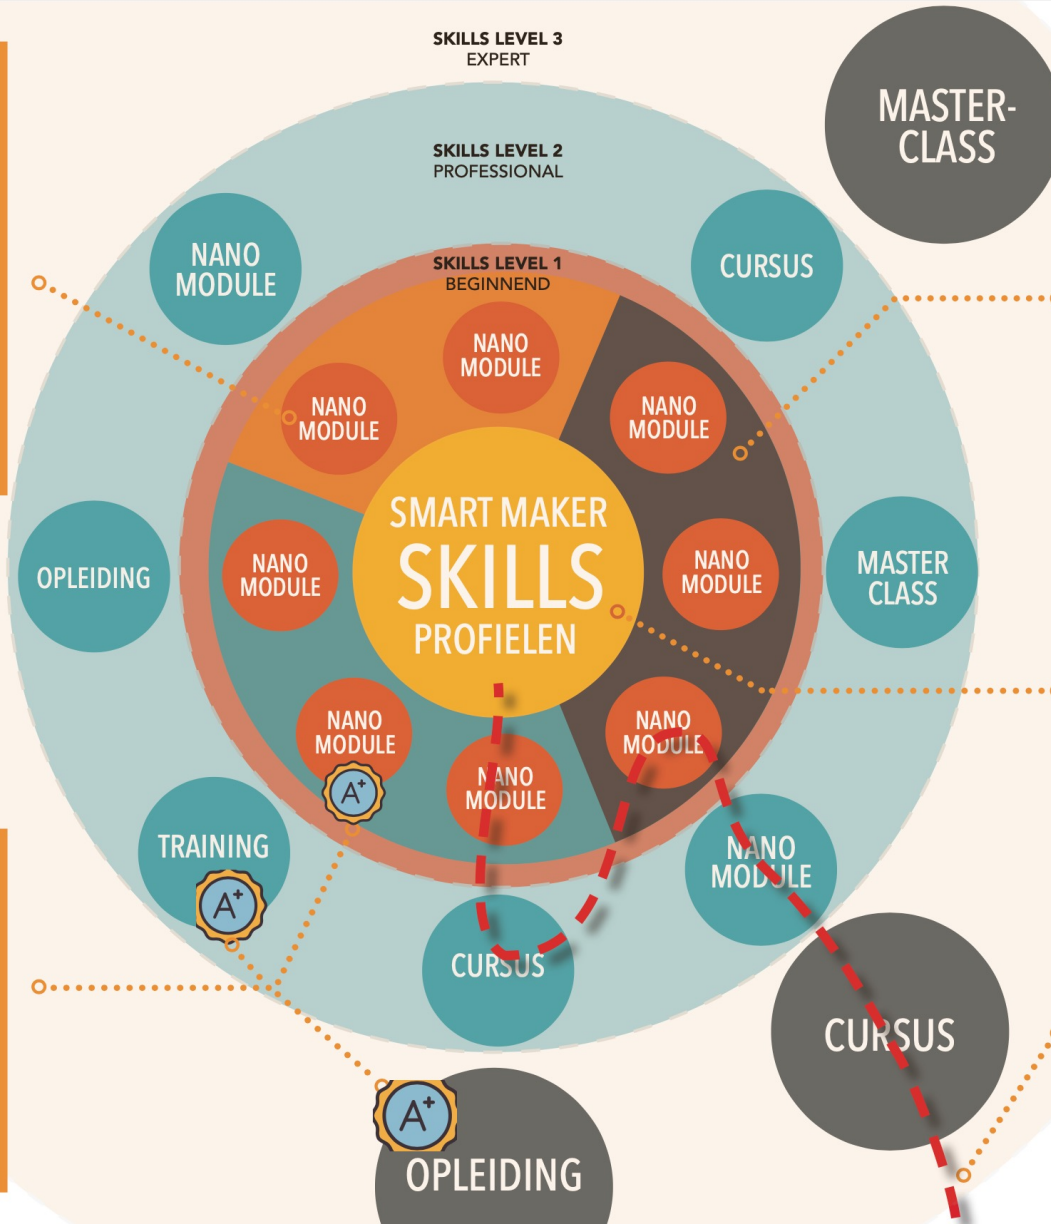 SKILLS LEVEL 3
EXPERT
MASTER-
CLASS
SKILLS LEVEL 2
PROFESSIONAL
NANO
MODULE
CURSUS
SKILLS LEVEL 1
BEGINNEND
NANO
MODULE
NANO
MODULE
NANO
MODULE
SMART MAKER
SKILLS
PROFIELEN
OPLEIDING
NANO
MODULE
NANO
MODULE
MASTER
CLASS
NANO
MODULE
NANO
MODULE
NANO
MODULE
A+
TRAINING
A+
NANO
MODULE
CURSUS
CURSUS
A+
OPLEIDING